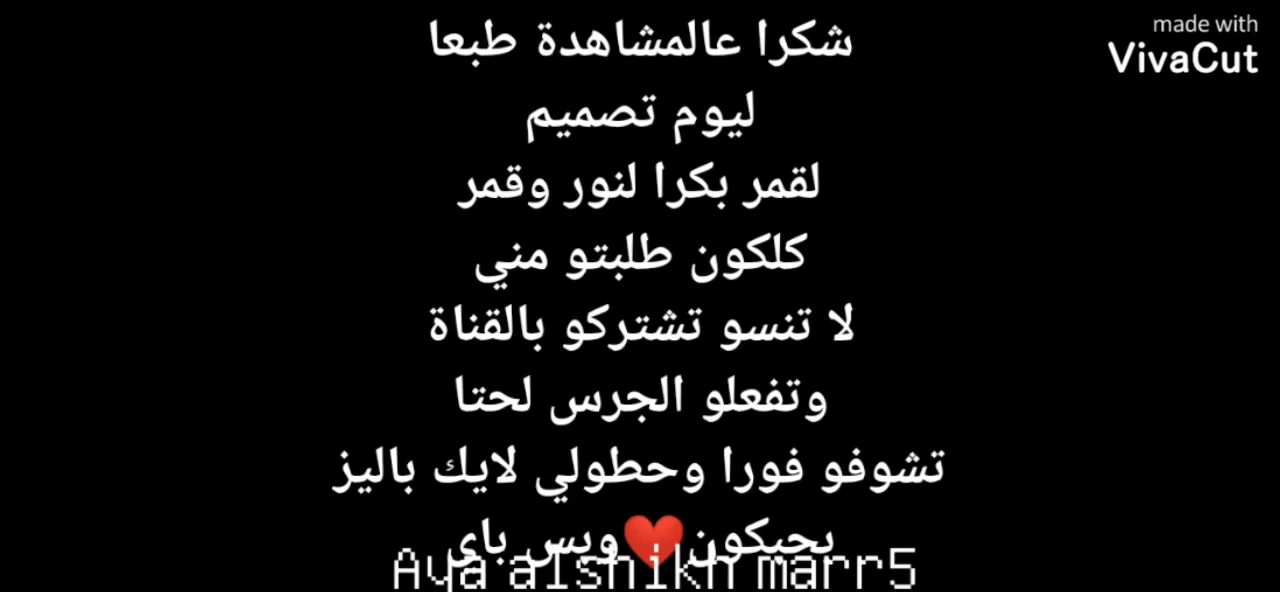 made with
VivaCut
شكرا عالمشاهدة طبعا
ليوم تصميم
لقمر بكرا لنور وقمر
كلكون طلبتو مني
لا تنسو تشتركو بالقناة
وتفعلو الجرس لحتا
تشوفو فورا وحطولي لايك باليز
بحبكون❤️وبس باي
Aya alshikh marr5